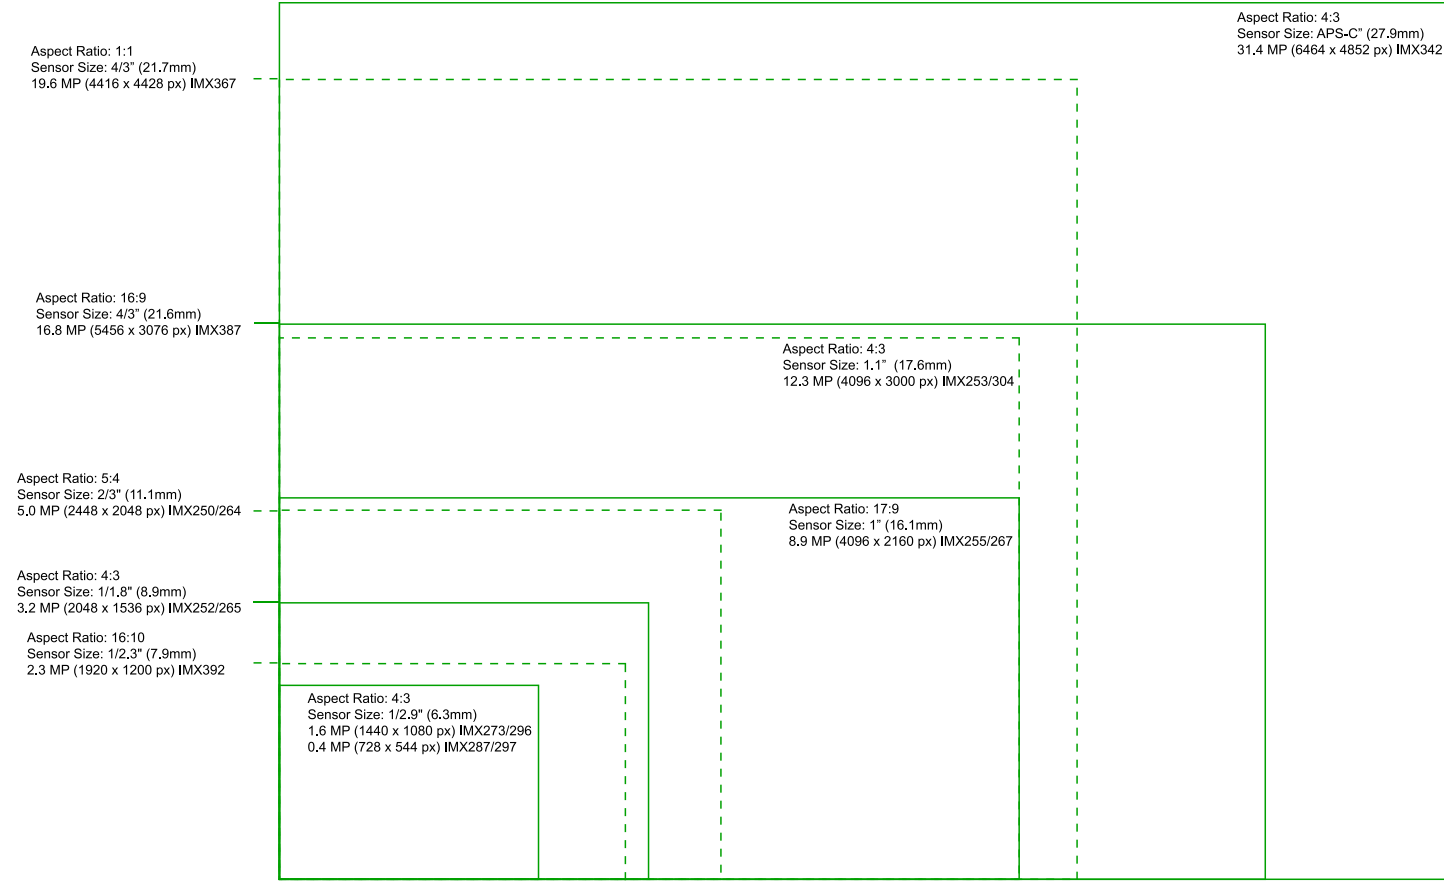 Aspect Ratio: 4:3
Sensor Size: APS-C” (27.9mm)
31.4 MP (6464 x 4852 px) IMX342
Aspect Ratio: 1:1
Sensor Size: 4/3” (21.7mm)
19.6 MP (4416 x 4428 px) IMX367
Aspect Ratio: 16:9
Sensor Size: 4/3” (21.6mm)
16.8 MP (5456 x 3076 px) IMX387
Aspect Ratio: 4:3
Sensor Size: 1.1” (17.6mm)
12.3 MP (4096 x 3000 px) IMX253/304
Aspect Ratio: 5:4
Sensor Size: 2/3" (11.1mm)
5.0 MP (2448 x 2048 px) IMX250/264
Aspect Ratio: 17:9
Sensor Size: 1” (16.1mm)
8.9 MP (4096 x 2160 px) IMX255/267
Aspect Ratio: 4:3
Sensor Size: 1/1.8" (8.9mm)
3.2 MP (2048 x 1536 px) IMX252/265
Aspect Ratio: 16:10
Sensor Size: 1/2.3" (7.9mm)
2.3 MP (1920 x 1200 px) IMX392
Aspect Ratio: 4:3
Sensor Size: 1/2.9" (6.3mm)
1.6 MP (1440 x 1080 px) IMX273/296
0.4 MP (728 x 544 px) IMX287/297